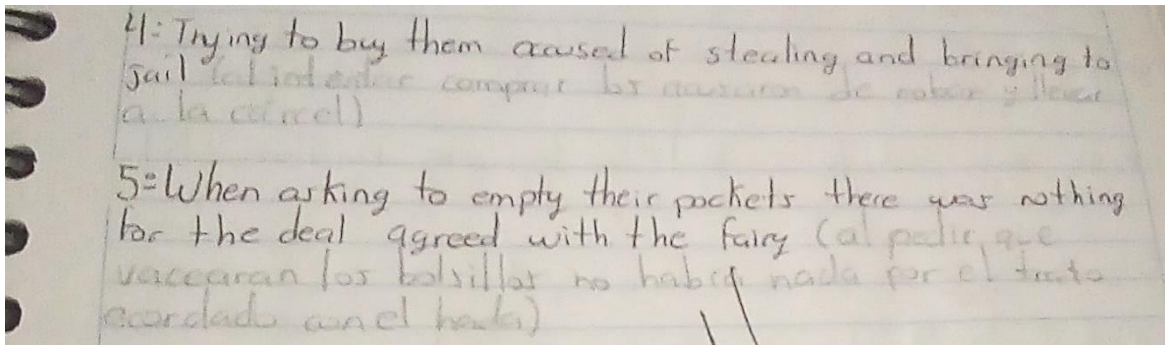 4: Trying to buy them acused of stealing and bringing to
Jail (al intentar comprar los acusaron de robar y llevar
a la carcel)
5: When asking to empty their pockets there was nothing
for the deal agreed with the fairy (al pedir que
vaccaran los bolsillos no habia nada por el trato
acordado con el hada)